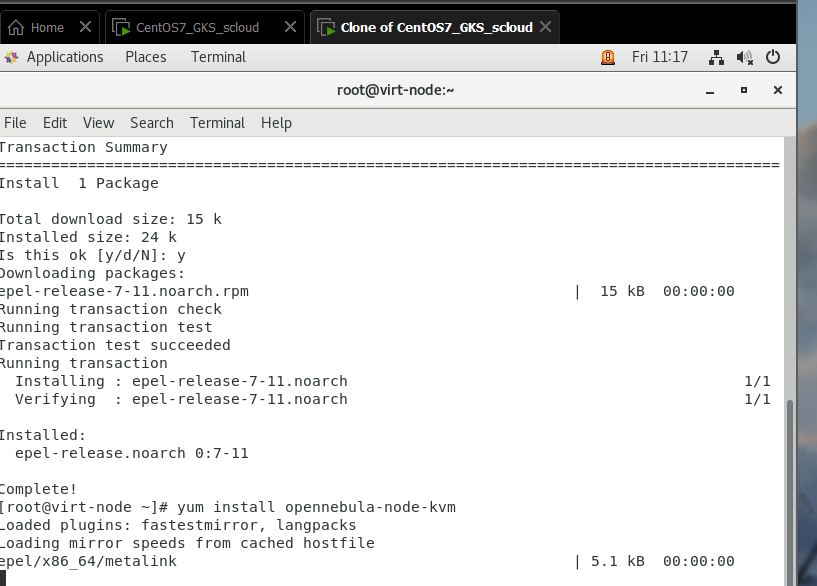 Home CentOS7_GKS_scloud Clone of CentOS7_GKS_scloud
Applications Places Terminal Fri 11:17
root@virt-node:~
File Edit View Search Terminal Help
Transaction Summary
================================================================================
Install  1 Package
Total download size: 15 k
Installed size: 24 k
Is this ok [y/d/N]: y
Downloading packages:
epel-release-7-11.noarch.rpm | 15 kB 00:00:00
Running transaction check
Running transaction test
Transaction test succeeded
Running transaction
Installing : epel-release-7-11.noarch 1/1
Verifying  : epel-release-7-11.noarch 1/1
Installed:
epel-release.noarch 0:7-11
Complete!
[root@virt-node ~]# yum install opennebula-node-kvm
Loaded plugins: fastestmirror, langpacks
Loading mirror speeds from cached hostfile
epel/x86_64/metalink | 5.1 kB 00:00:00